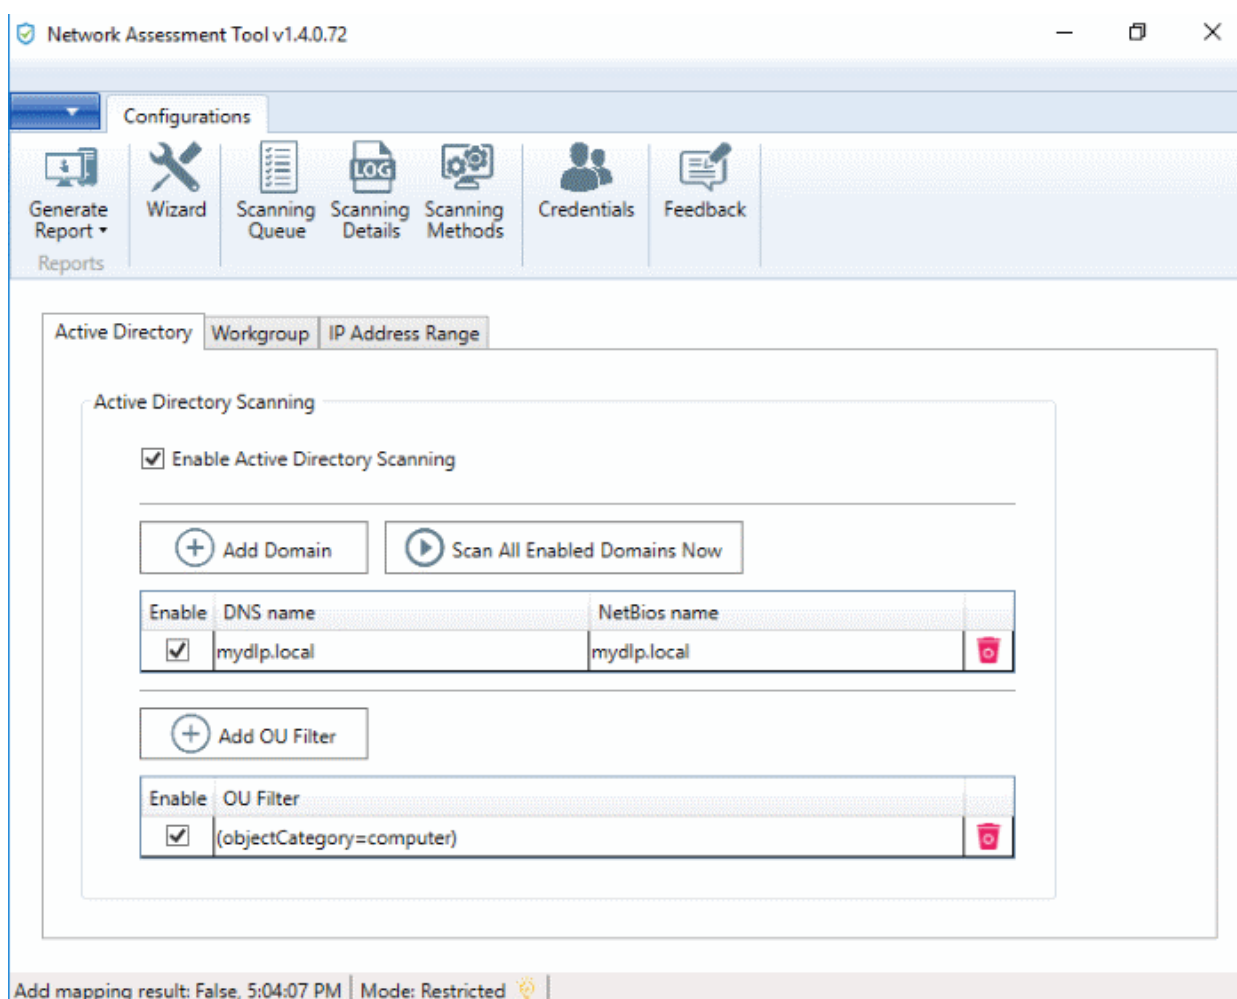 Network Assessment Tool v1.4.0.72
Configurations
Generate Report
Wizard
Scanning Queue
LOG
Scanning Details
Scanning Methods
Credentials
Feedback
Reports
Active Directory Workgroup IP Address Range
Active Directory Scanning
Enable Active Directory Scanning
Add Domain Scan All Enabled Domains Now
Enable DNS name NetBios name
mydlp.local mydlp.local
Add OU Filter
Enable OU Filter
(objectCategory=computer)
Add mapping result: False, 5:04:07 PM Mode: Restricted